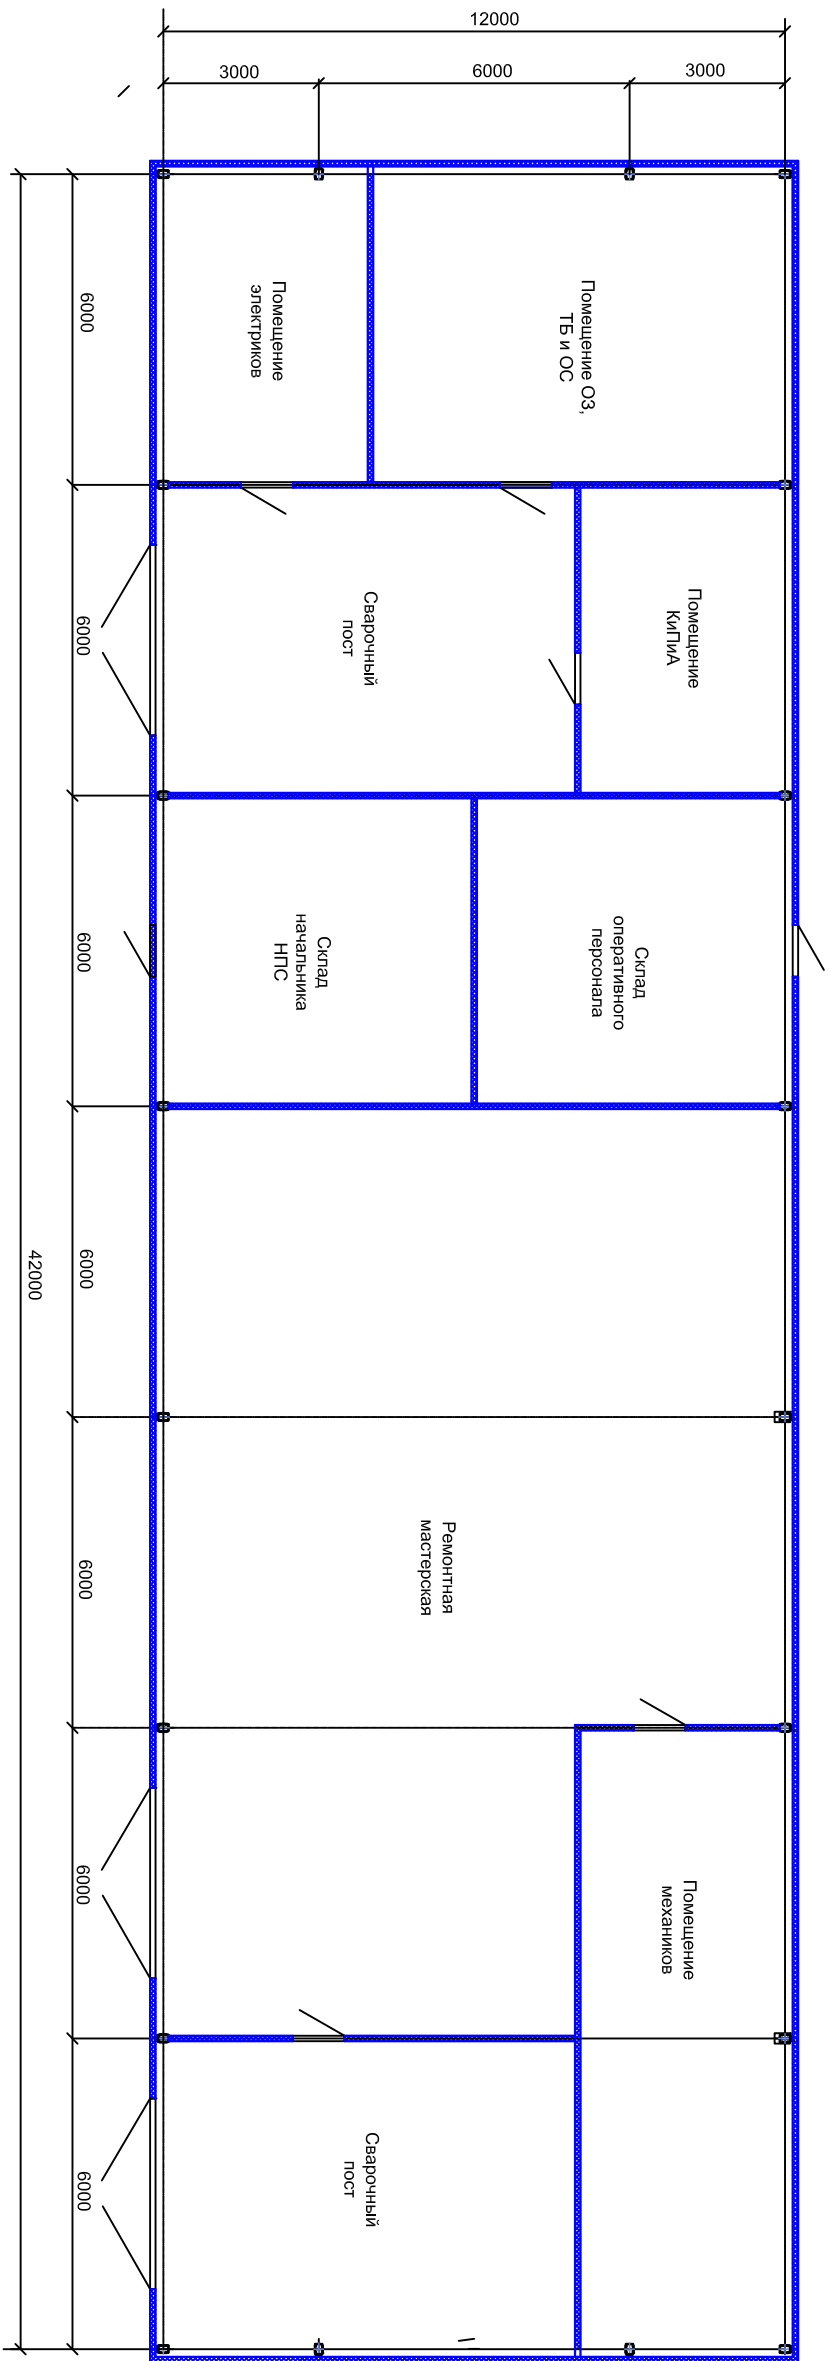 12000
3000
6000
3000
6000
Помещение
электриков
Помещение ОЗ,
ТБ и ОС
6000
Сварочный
пост
Помещение
КиПиА
6000
Склад
начальника
НПС
Склад
оперативного
персонала
6000
42000
6000
Ремонтная
мастерская
6000
Помещение
механиков
6000
Сварочный
пост